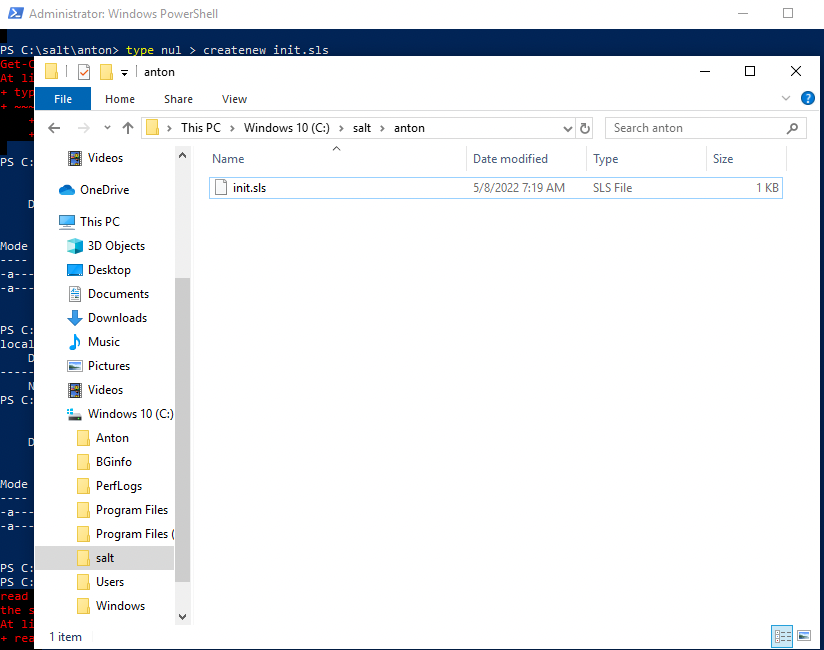 Administrator: Windows PowerShell
PS C:\salt\anton> type nul > createnew init.sls
Get-C
At li
+ typ
+ ~~~
+
+
anton
File Home Share View
This PC > Windows 10 (C:) > salt > anton
Search anton
Name Date modified Type Size
init.sls 5/8/2022 7:19 AM SLS File 1 KB
Videos
OneDrive
This PC
3D Objects
Desktop
Documents
Downloads
Music
Pictures
Videos
Windows 10 (C:)
Anton
BGinfo
PerfLogs
Program Files
Program Files (
salt
Users
Windows
1 item
PS C:
D
Mode
----
-a---
-a---
PS C:
local
D
-----
N
PS C:
D
Mode
----
-a---
-a---
PS C:
PS C:
read
the s
At li
+ rea